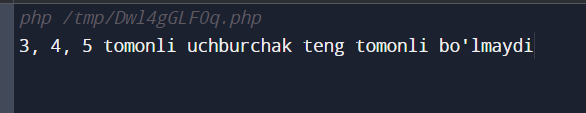 php /tmp/Dwl4gGLF0q.php
3, 4, 5 tomonli uchburchak teng tomonli bo'lmaydi